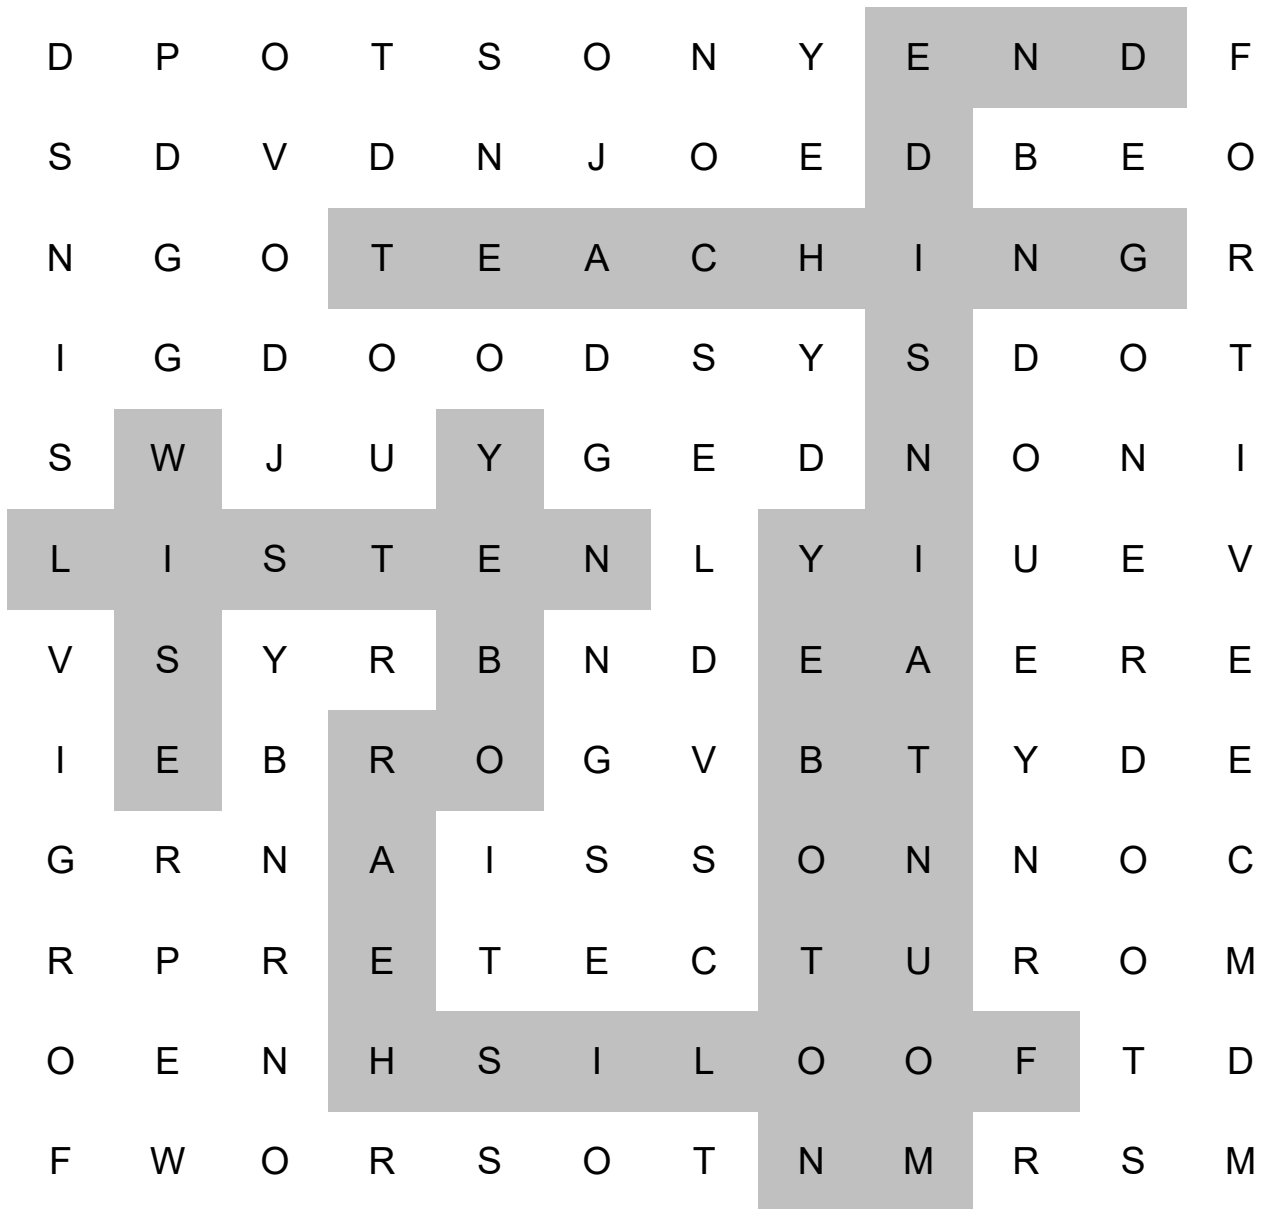 D P O T S O N Y E N D F
S D V D N J O E D B E O
N G O T E A C H I N G R
I G D O O D S Y S D O T
S W J U Y G E D N O N I
L I S T E N L Y I U E V
V S Y R B N D E A E R E
I E B R O G V B T Y D E
G R N A I S S O N N O C
R P R E T E C T U R O M
O E N H S I L O O F T D
F W O R S O T N M R S M